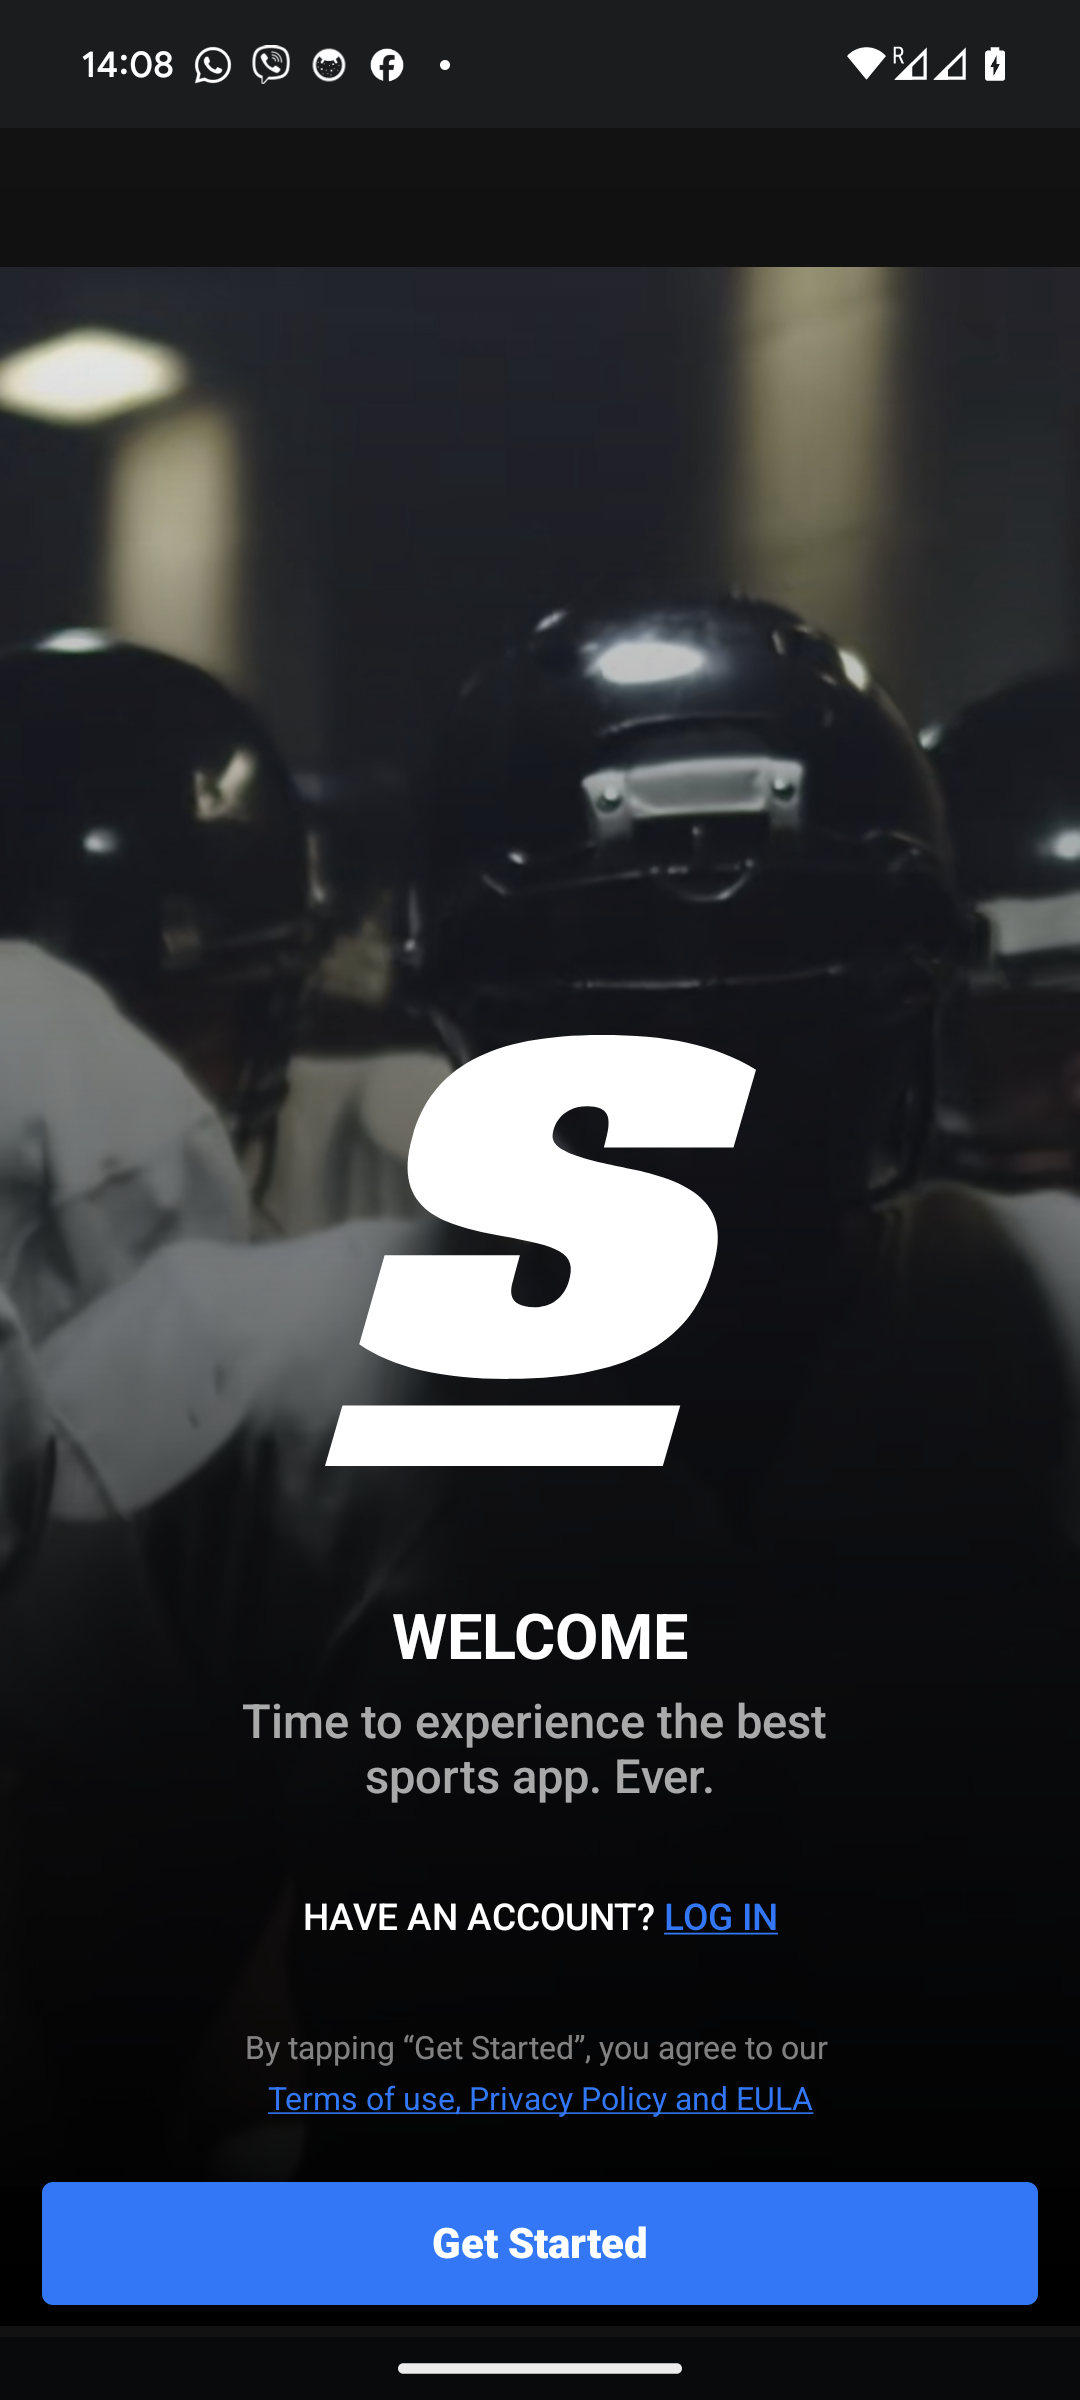 14:08
R
S
WELCOME
Time to experience the best
sports app. Ever.
HAVE AN ACCOUNT? LOG IN
By tapping “Get Started”, you agree to our
Terms of use, Privacy Policy and EULA
Get Started